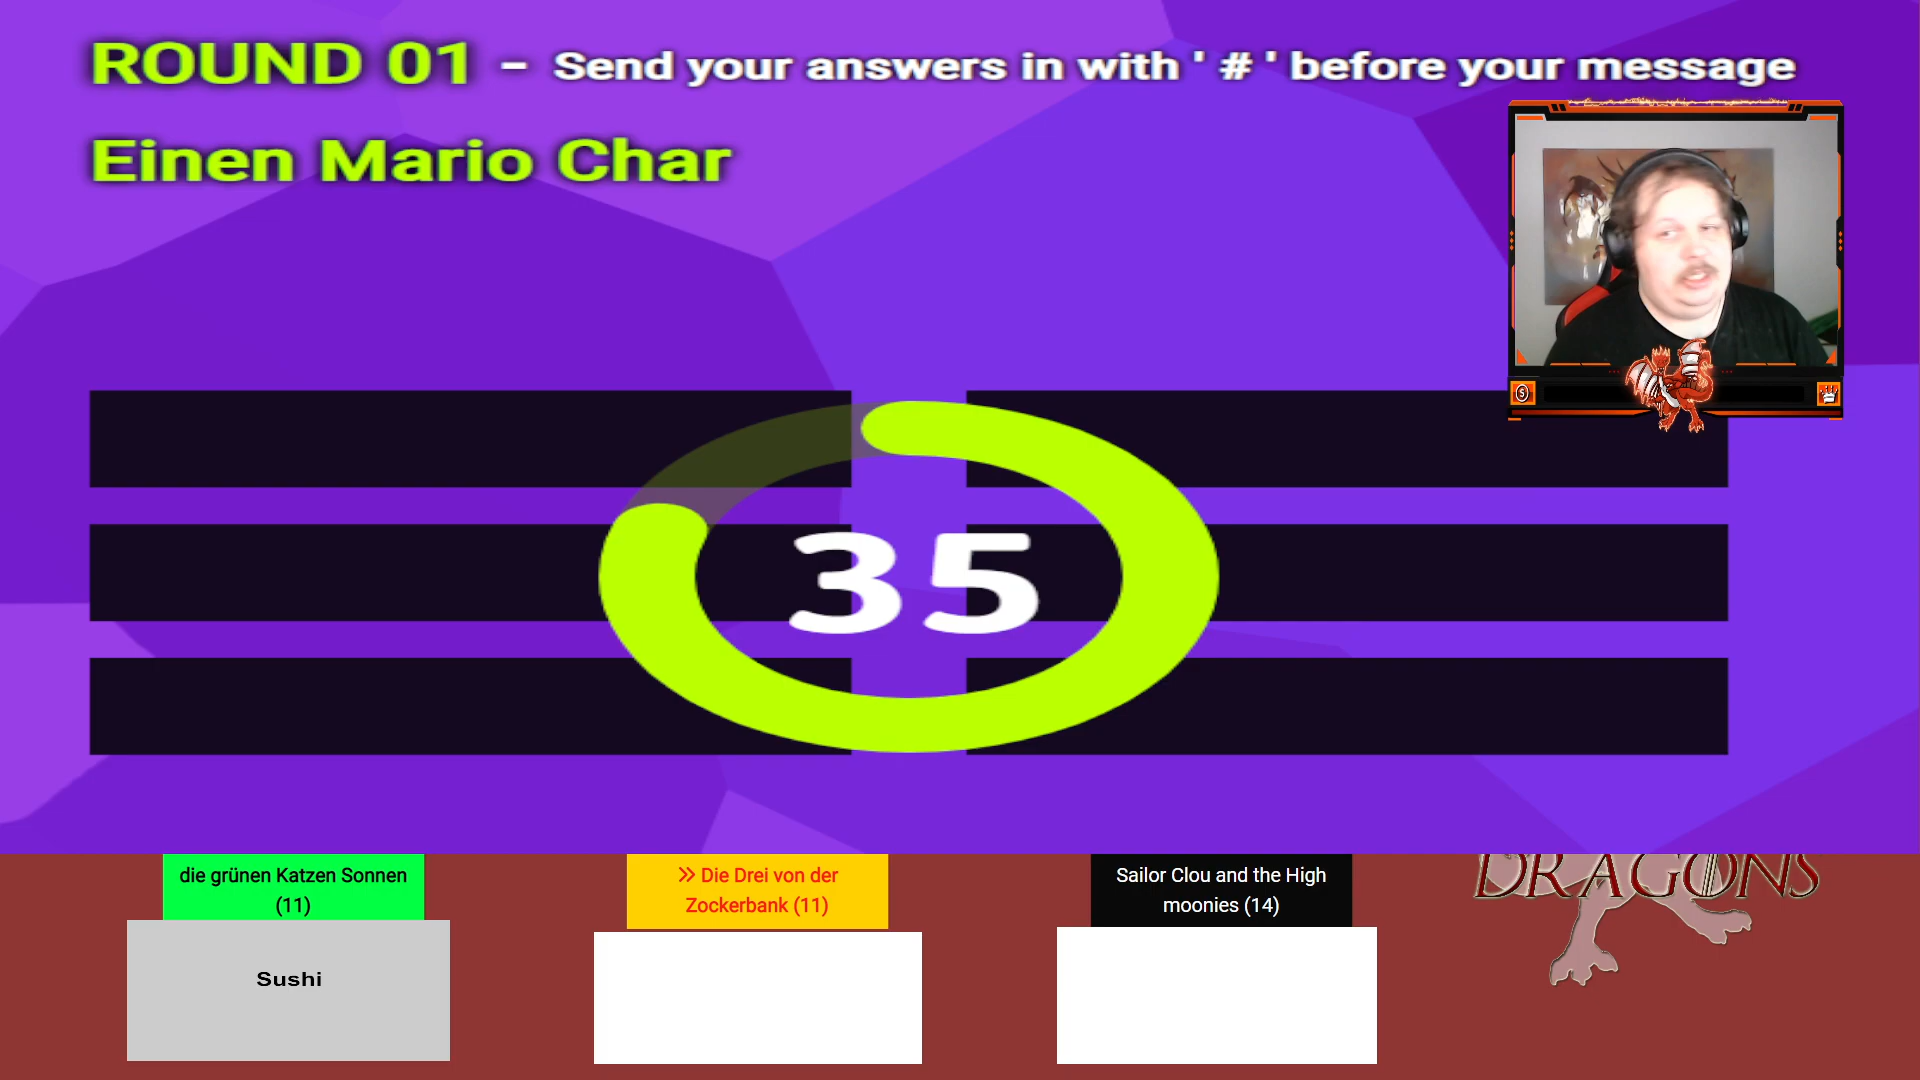 ROUND 01 - Send your answers in with ' # ' before your message
Einen Mario Char
35
die grünen Katzen Sonnen
(11)
Sushi
Die Drei von der
Zockerbank (11)
Sailor Clou and the High
moonies (14)
DRAGONS